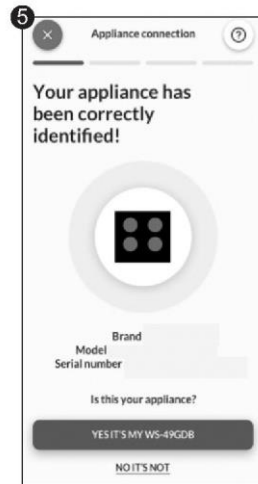 5
Appliance connection
?
Your appliance has
been correctly
identified!
Brand
Model
Serial number
Is this your appliance?
YES IT'S MY WS-49GDB
NO IT'S NOT